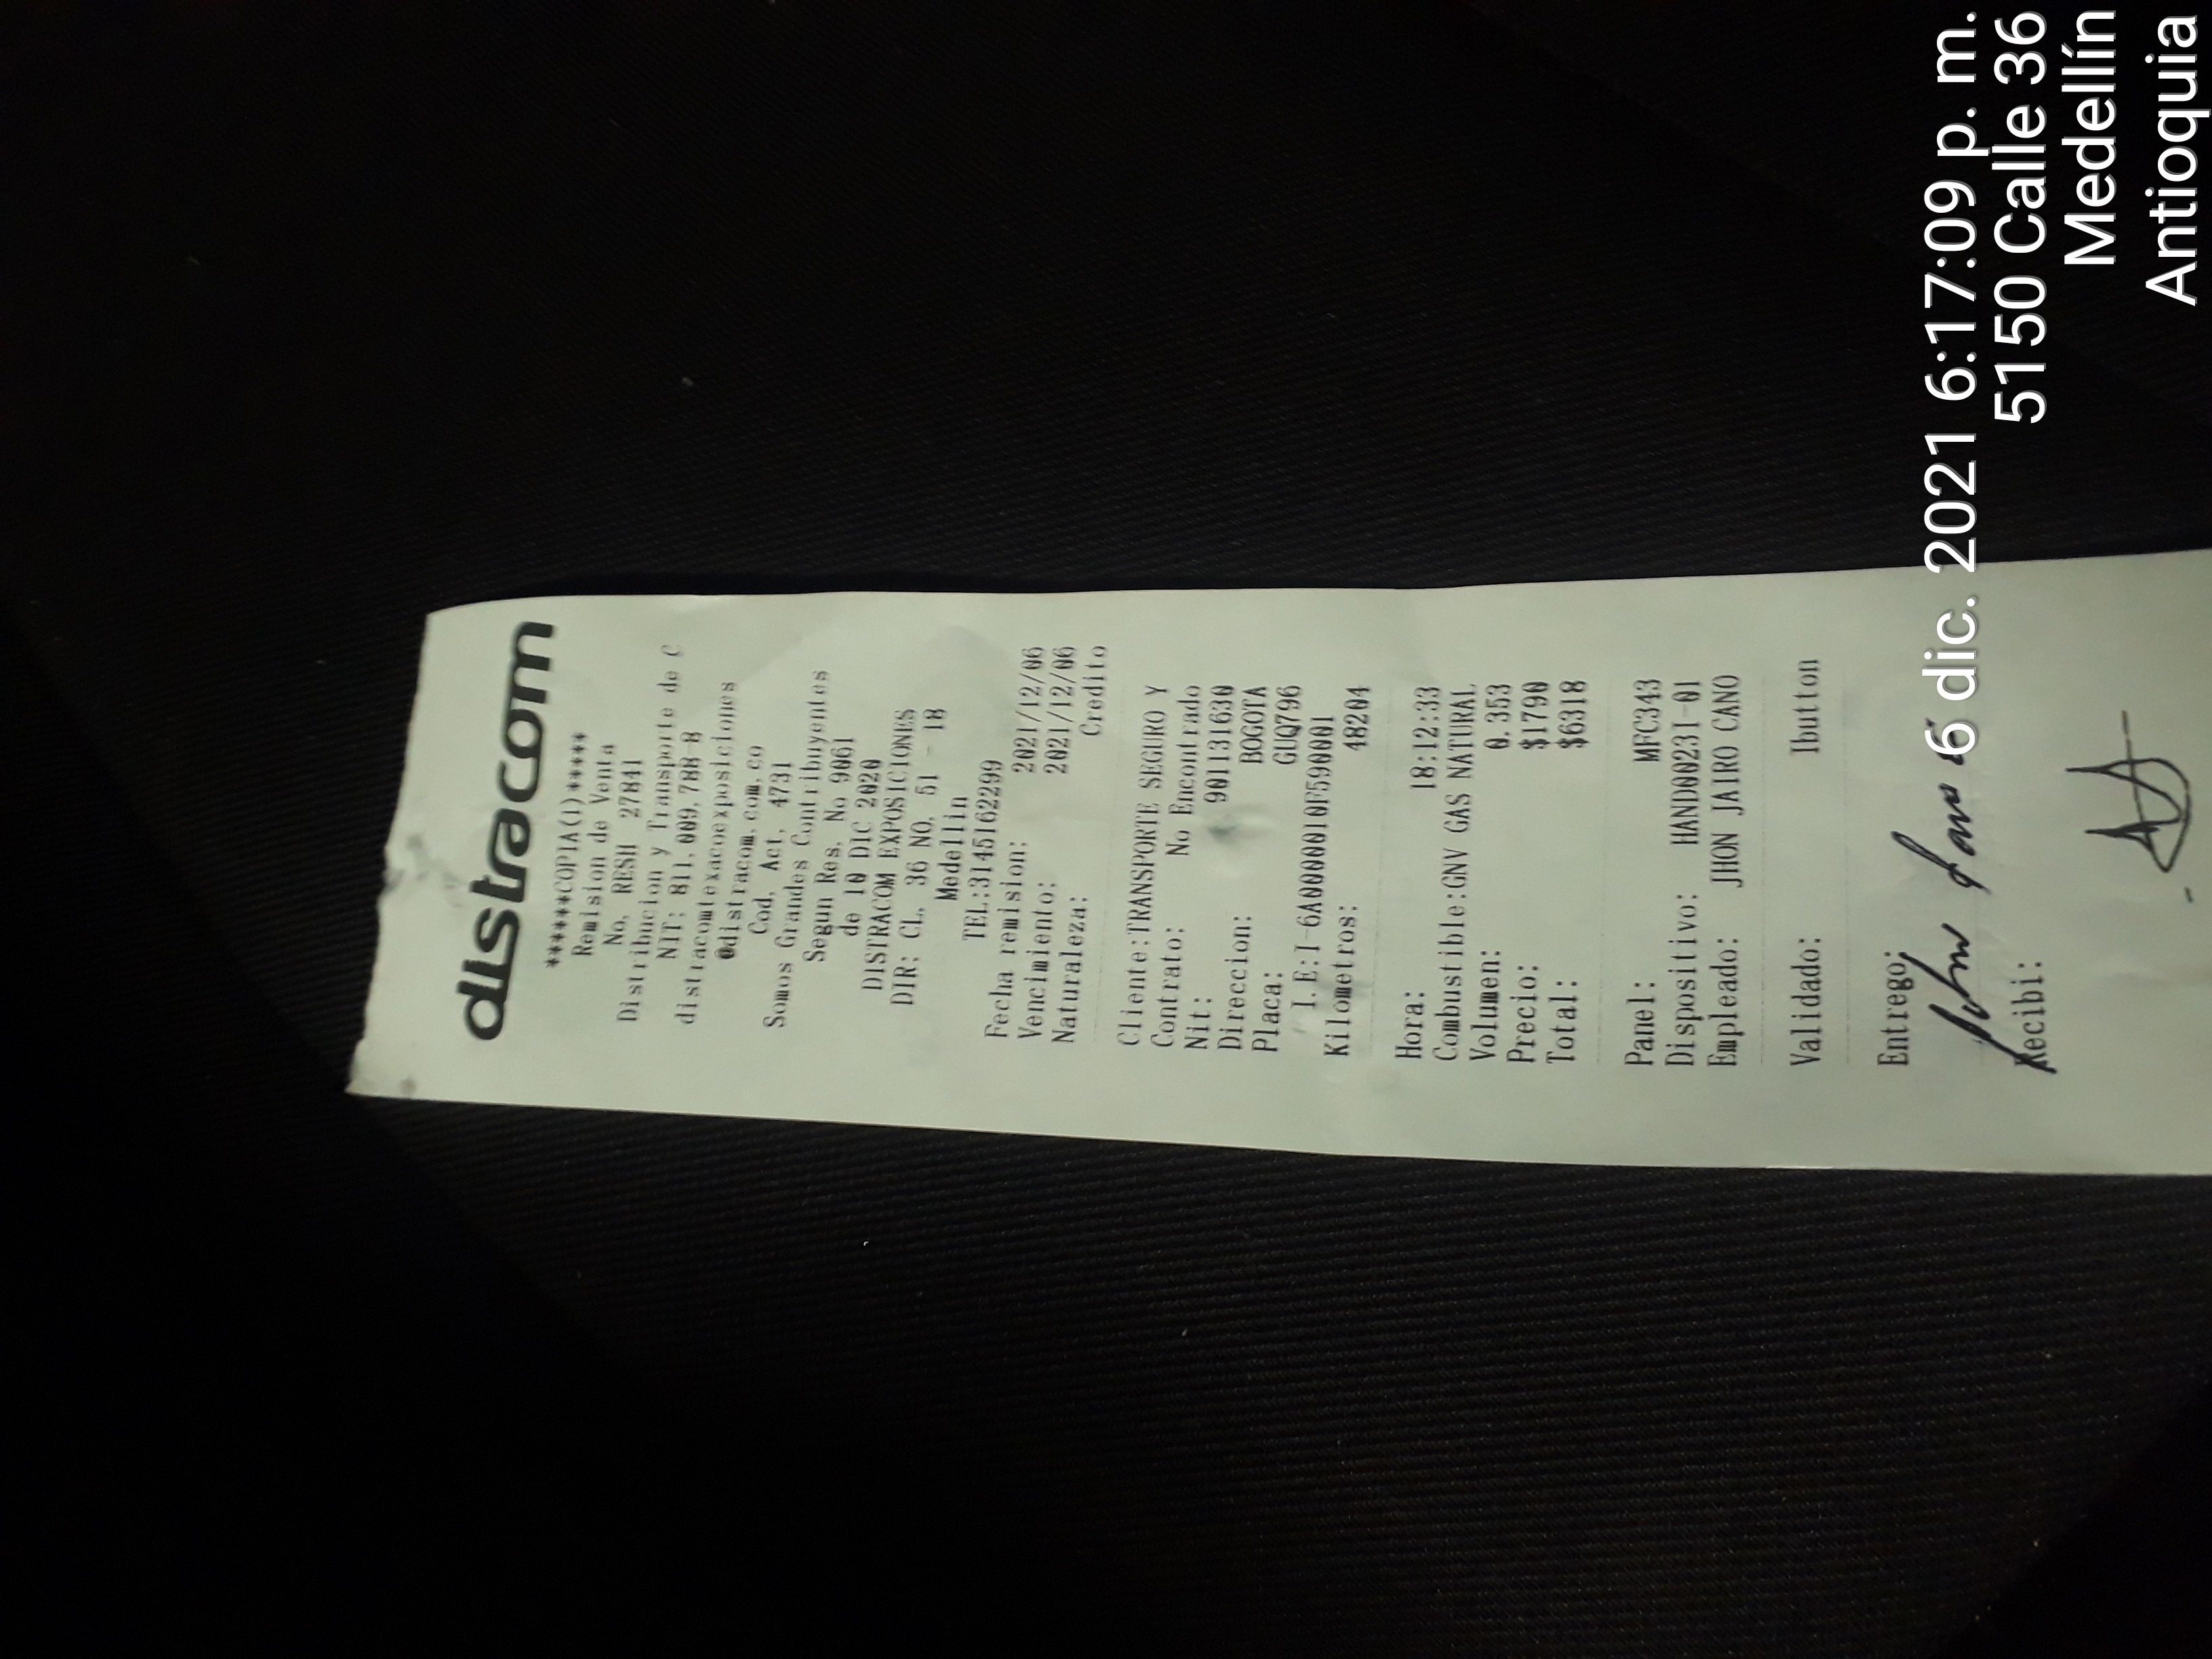 distracom
*****COPIA(1)*****
Remision de Venta
No. RESH 27841
Distribucion y Transporte de C
NIT: 811.009.788-8
distracomtexacoexposiciones
@distracom.com.co
Cod. Act. 4731
Somos Grandes Contribuyentes
Segun Res. No 9061
de 10 DIC 2020
DISTRACOM EXPOSICIONES
DIR: CL. 36 NO. 51 - 18
Medellin
TEL:3145162299
Fecha remision: 2021/12/06
Vencimiento: 2021/12/06
Naturaleza: Credito
Cliente:TRANSPORTE SEGURO Y
Contrato: No Encontrado
Nit: 901131630
Direccion: BOGOTA
Placa: GUQ796
I.E:I-6A0000010F590001
Kilometros: 48204
Hora: 18:12:33
Combustible:GNV GAS NATURAL
Volumen: 0.353
Precio: $1790
Total: $6318
Panel: MFC343
Dispositivo: HAND00231-01
Empleado: JHON JAIRO CANO
Validado: Ibutton
Entrego:
Recibi:
6 dic. 2021 6:17:09 p. m.
5150 Calle 36
Medellín
Antioquia